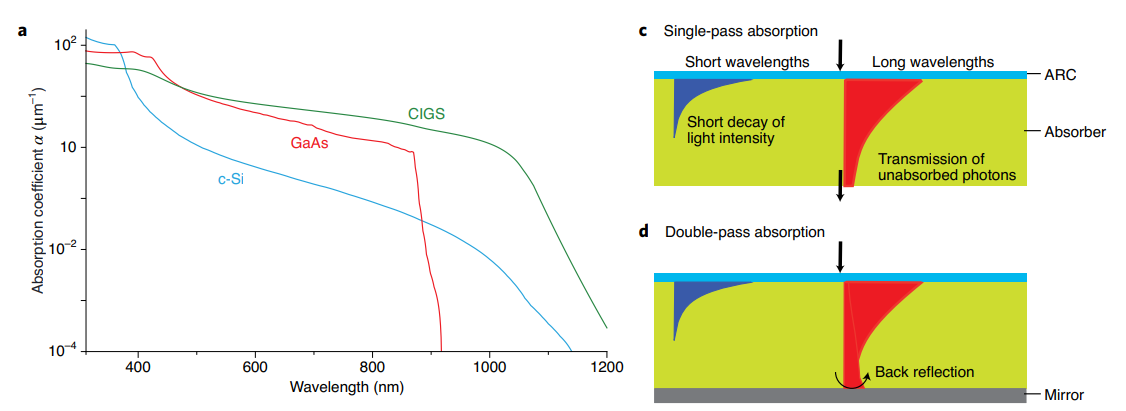 a
10²
10
10⁻²
10⁻⁴
Absorption coefficient α (μm⁻¹)
CIGS
GaAs
c-Si
400
600
800
1000
1200
Wavelength (nm)
c Single-pass absorption
Short wavelengths
Long wavelengths
ARC
Short decay of
light intensity
Absorber
Transmission of
unabsorbed photons
d Double-pass absorption
Back reflection
Mirror